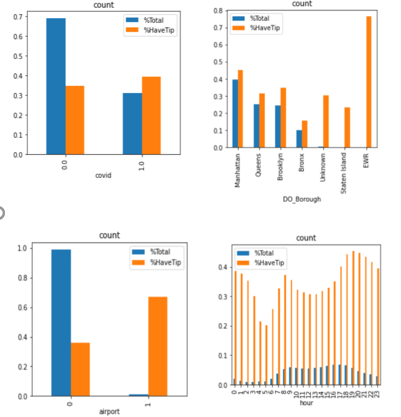 count
%Total
%HaveTip
0.7
0.6
0.5
0.4
0.3
0.2
0.1
0.0
0.0
1.0
covid
count
%Total
%HaveTip
0.8
0.7
0.6
0.5
0.4
0.3
0.2
0.1
0.0
Manhattan
Queens
Brooklyn
Bronx
Unknown
Staten Island
EWR
DO_Borough
count
%Total
%HaveTip
1.0
0.8
0.6
0.4
0.2
0.0
0
1
airport
count
%Total
%HaveTip
0.4
0.3
0.2
0.1
0.0
0
1
2
3
4
5
6
7
8
9
10
11
12
13
14
15
16
17
18
19
20
21
22
23
hour